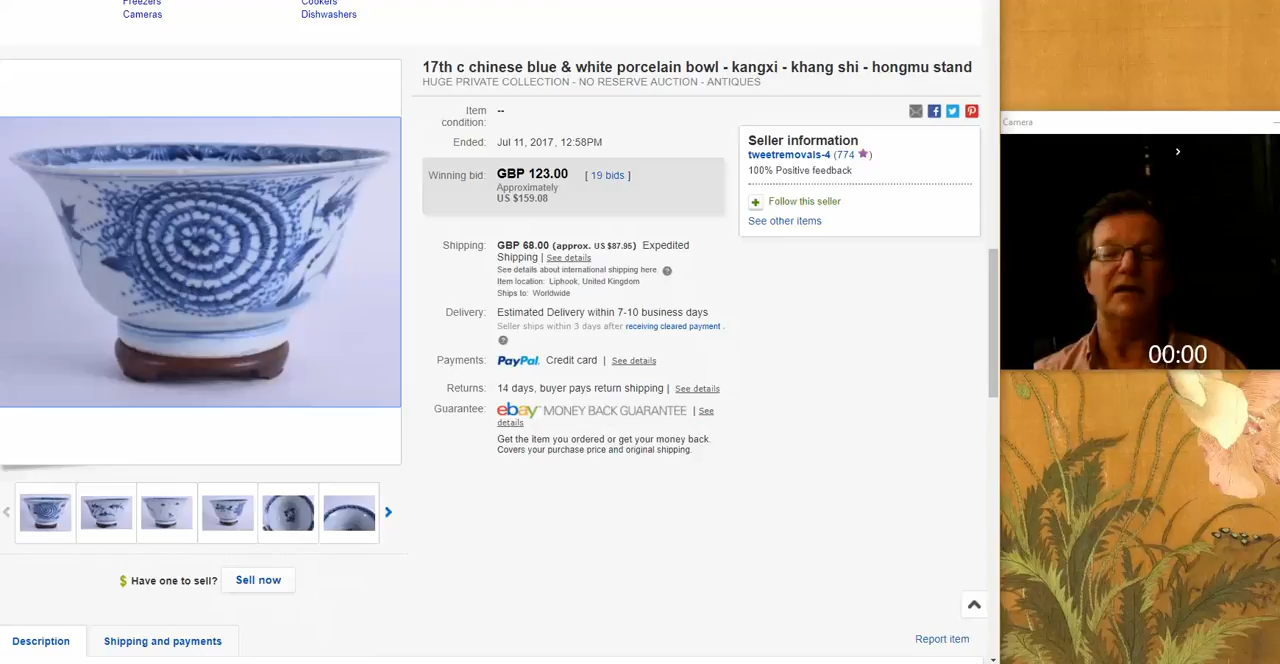 Freezers
Cookers
Cameras
Dishwashers
17th c chinese blue & white porcelain bowl - kangxi - khang shi - hongmu stand
HUGE PRIVATE COLLECTION - NO RESERVE AUCTION - ANTIQUES
Item condition: --
Ended: Jul 11, 2017, 12:58PM
Winning bid: GBP 123.00 [ 19 bids ]
Approximately
US $159.08
Shipping: GBP 68.00 (approx. US $87.95) Expedited
Shipping | See details
See details about international shipping here.
Item location: Liphook, United Kingdom
Ships to: Worldwide
Delivery: Estimated Delivery within 7-10 business days
Seller ships within 3 days after receiving cleared payment .
Payments: PayPal Credit card | See details
Returns: 14 days, buyer pays return shipping | See details
Guarantee: ebay MONEY BACK GUARANTEE | See
details
Get the item you ordered or get your money back.
Covers your purchase price and original shipping.
Seller information
tweetremovals-4 (774 )
100% Positive feedback
Follow this seller
See other items
Camera
00:00
$ Have one to sell? Sell now
Description
Shipping and payments
Report item